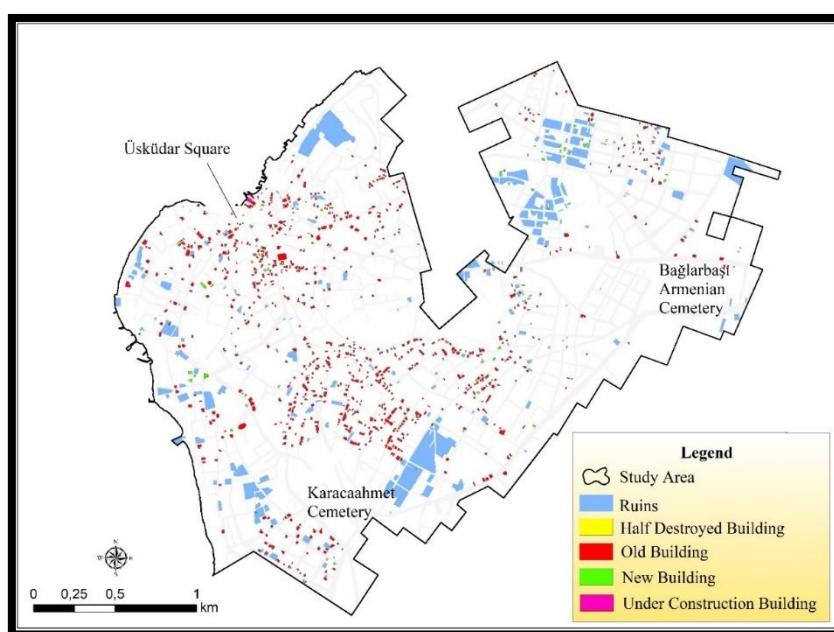 Üsküdar Square
Bağlarbaşı
Armenian
Cemetery
Karacaahmet
Cemetery
N
0 0,25 0,5 1
km
Legend
Study Area
Ruins
Half Destroyed Building
Old Building
New Building
Under Construction Building